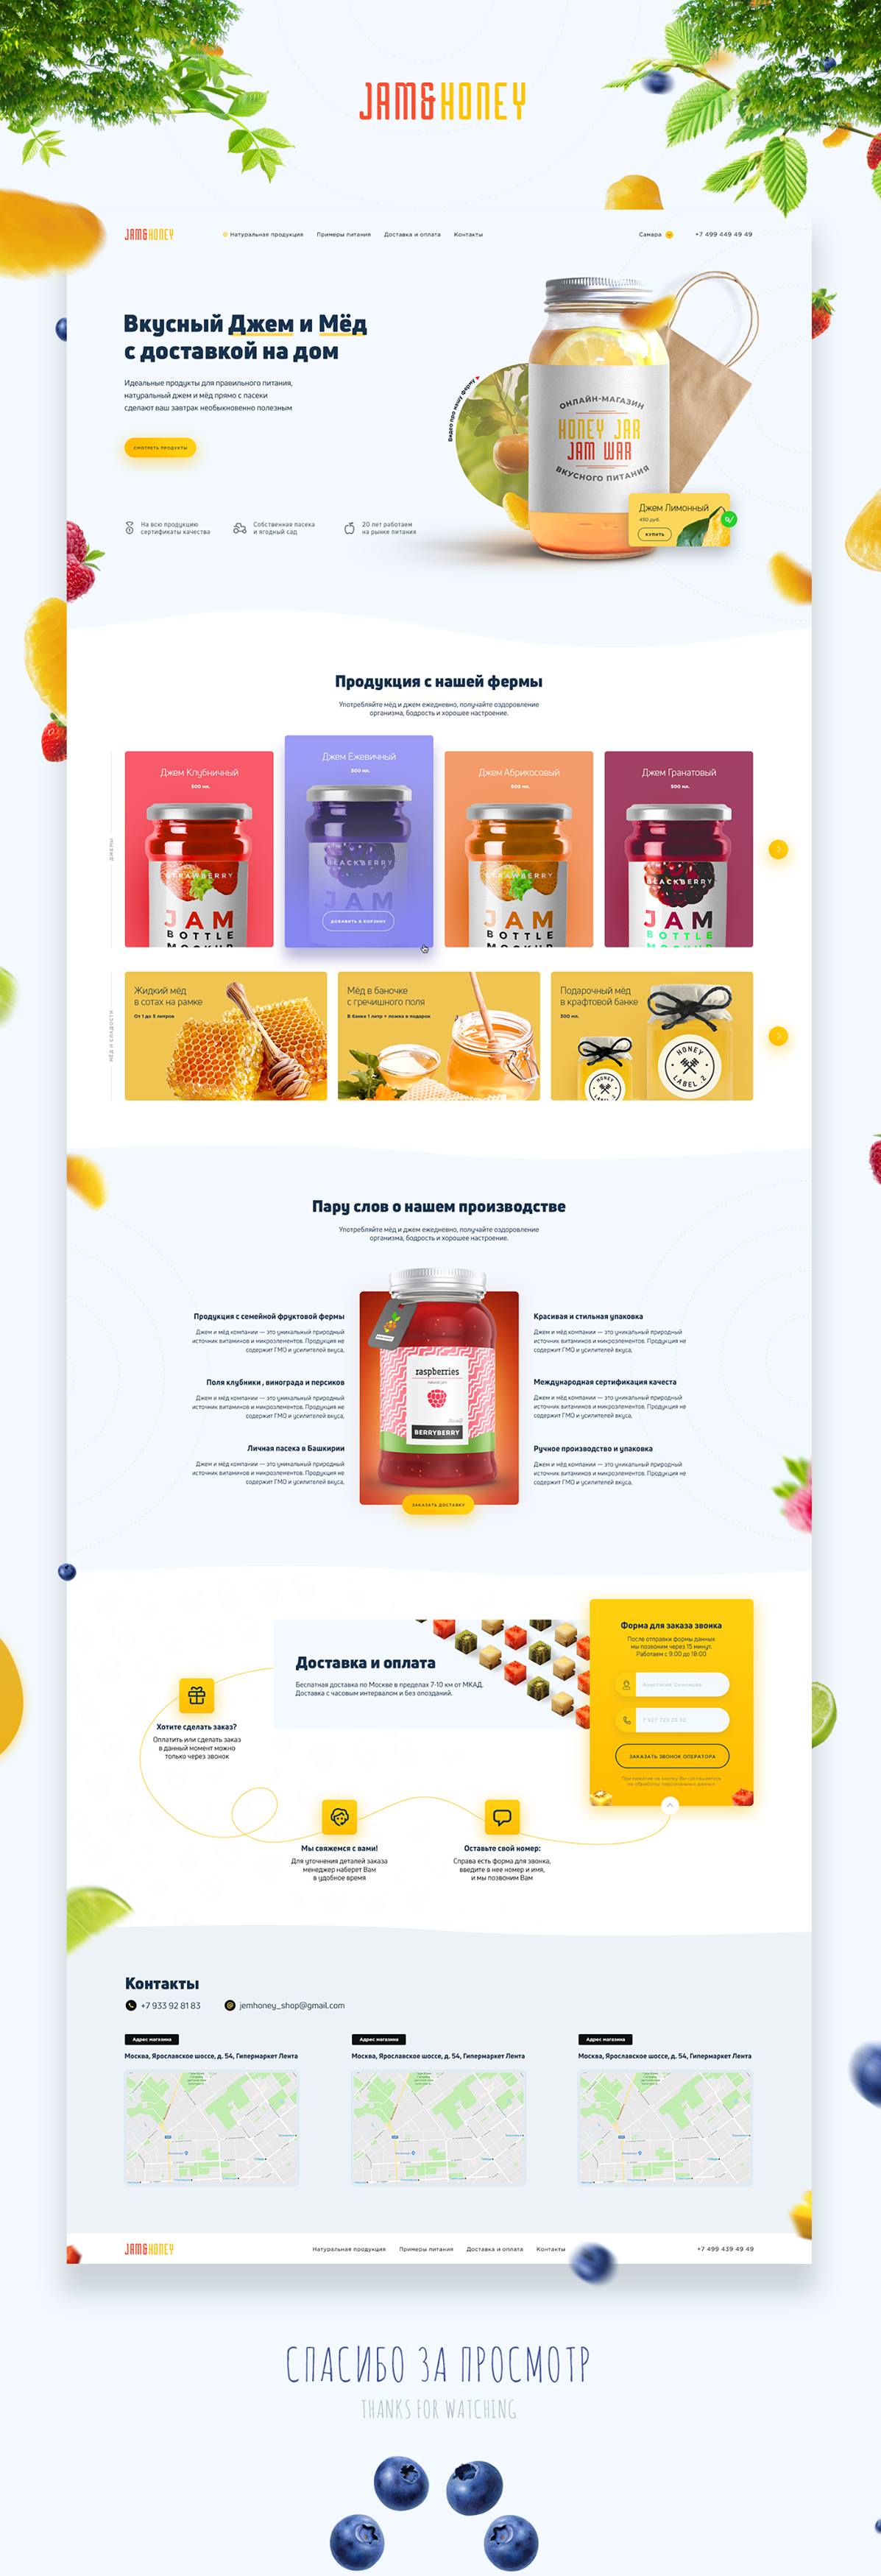 JAM&HONEY
JAM&HONEY
Натуральная продукция
Примеры питания
Доставка и оплата
Контакты
Самара
+7 499 449 49 49
Вкусный Джем и Мёд
с доставкой на дом
Идеальные продукты для правильного питания,
натуральный джем и мёд прямо с пасеки
сделают ваш завтрак необыкновенно полезным
СМОТРЕТЬ ПРОДУКТЫ
Видео про нашу ферму
ОНЛАЙН-МАГАЗИН
HONEY JAR
JAM WAR
ВКУСНОГО ПИТАНИЯ
Джем Лимонный
450 руб.
КУПИТЬ
На всю продукцию
сертификаты качества
Собственная пасека
и ягодный сад
20 лет работаем
на рынке питания
Продукция с нашей фермы
Употребляйте мёд и джем ежедневно, получайте оздоровление
организма, бодрость и хорошее настроение.
ДЖЕМЫ
Джем Клубничный
500 мл.
STRAWBERRY
JAM
BOTTLE
MOCKUP
Джем Ежевичный
500 мл.
BLACKBERRY
JAM
ДОБАВИТЬ В КОРЗИНУ
Джем Абрикосовый
500 мл.
JAM
BOTTLE
MOCKUP
Джем Гранатовый
500 мл.
BLACKBERRY
JAM
BOTTLE
MOCKUP
МЁД И СЛАДОСТИ
Жидкий мёд
в сотах на рамке
От 1 до 5 литров
Мёд в баночке
с гречишного поля
В банке 1 литр + ложка в подарок
Подарочный мёд
в крафтовой банке
300 мл.
HONEY
LABEL 2
HONEY
LABEL 2
Пару слов о нашем производстве
Употребляйте мёд и джем ежедневно, получайте оздоровление
организма, бодрость и хорошее настроение.
Продукция с семейной фруктовой фермы
Джем и мёд компании — это уникальный природный
источник витаминов и микроэлементов. Продукция не
содержит ГМО и усилителей вкуса,
Поля клубники , винограда и персиков
Джем и мёд компании — это уникальный природный
источник витаминов и микроэлементов. Продукция не
содержит ГМО и усилителей вкуса,
Личная пасека в Башкирии
Джем и мёд компании — это уникальный природный
источник витаминов и микроэлементов. Продукция не
содержит ГМО и усилителей вкуса,
raspberries
natural jam
BERRYBERRY
ЗАКАЗАТЬ ДОСТАВКУ
Красивая и стильная упаковка
Джем и мёд компании — это уникальный природный
источник витаминов и микроэлементов. Продукция не
содержит ГМО и усилителей вкуса,
Международная сертификация качеста
Джем и мёд компании — это уникальный природный
источник витаминов и микроэлементов. Продукция не
содержит ГМО и усилителей вкуса,
Ручное производство и упаковка
Джем и мёд компании — это уникальный природный
источник витаминов и микроэлементов. Продукция не
содержит ГМО и усилителей вкуса,
Доставка и оплата
Бесплатная доставка по Москве в пределах 7-10 км от МКАД.
Доставка с часовым интервалом и без опозданий.
Хотите сделать заказ?
Оплатить или сделать заказ
в данный момент можно
только через звонок
Мы свяжемся с вами!
Для уточнения деталей заказа
менеджер наберет Вам
в удобное время
Оставьте свой номер:
Справа есть форма для звонка,
введите в нее номер и имя,
и мы позвоним Вам
Форма для заказа звонка
После отправки формы данных
мы позвоним через 15 минут.
Работаем с 9:00 до 18:00
ЗАКАЗАТЬ ЗВОНОК ОПЕРАТОРА
Контакты
+7 933 92 81 83
jemhoney_shop@gmail.com
Адрес магазина
Москва, Ярославское шоссе, д. 54, Гипермаркет Лента
Адрес магазина
Москва, Ярославское шоссе, д. 54, Гипермаркет Лента
Адрес магазина
Москва, Ярославское шоссе, д. 54, Гипермаркет Лента
JAM&HONEY
Натуральная продукция
Примеры питания
Доставка и оплата
Контакты
+7 499 439 49 49
СПАСИБО ЗА ПРОСМОТР
THANKS FOR WATCHING